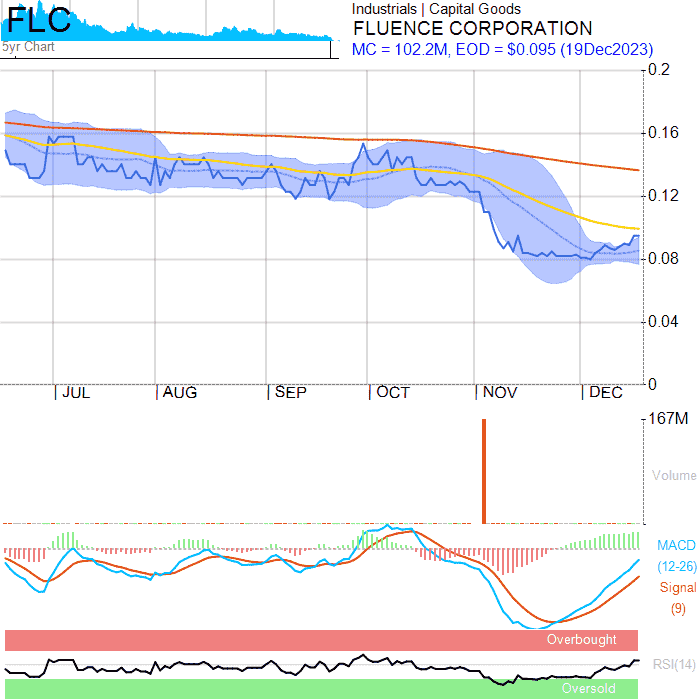 FLC
5yr Chart
Industrials | Capital Goods
FLUENCE CORPORATION
MC = 102.2M, EOD = $0.095 (19Dec2023)
0.2
0.16
0.12
0.08
0.04
0
JUL AUG SEP OCT NOV DEC
167M
Volume
MACD
(12-26)
Signal
(9)
Overbought
RSI(14)
Oversold